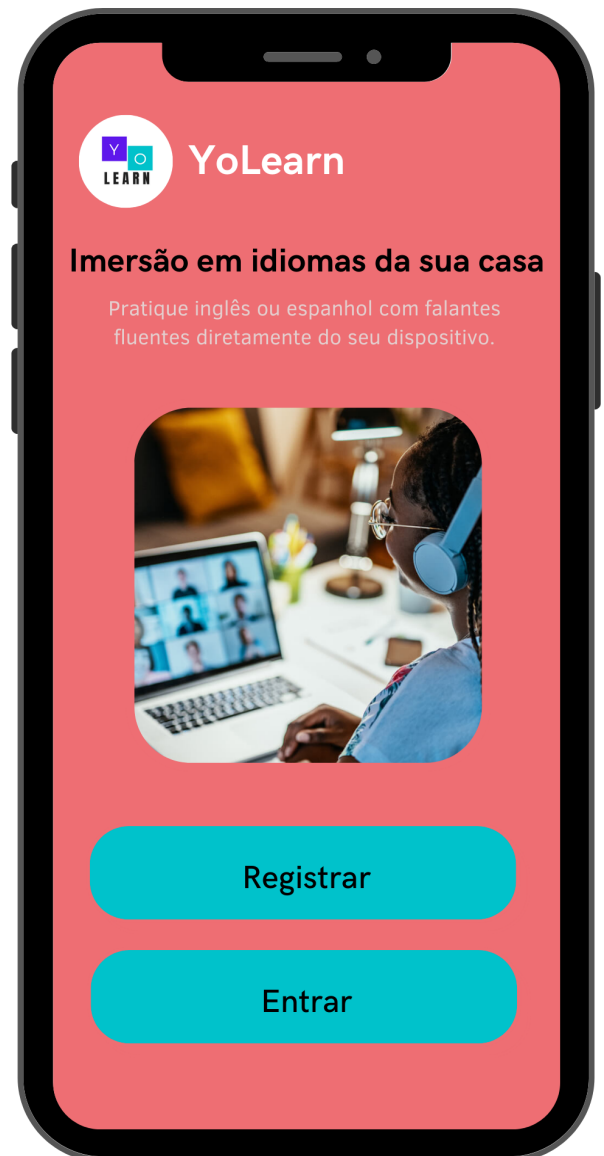 Y
O
LEARN
YoLearn
Imersão em idiomas da sua casa
Pratique inglês ou espanhol com falantes
fluentes diretamente do seu dispositivo.
Registrar
Entrar